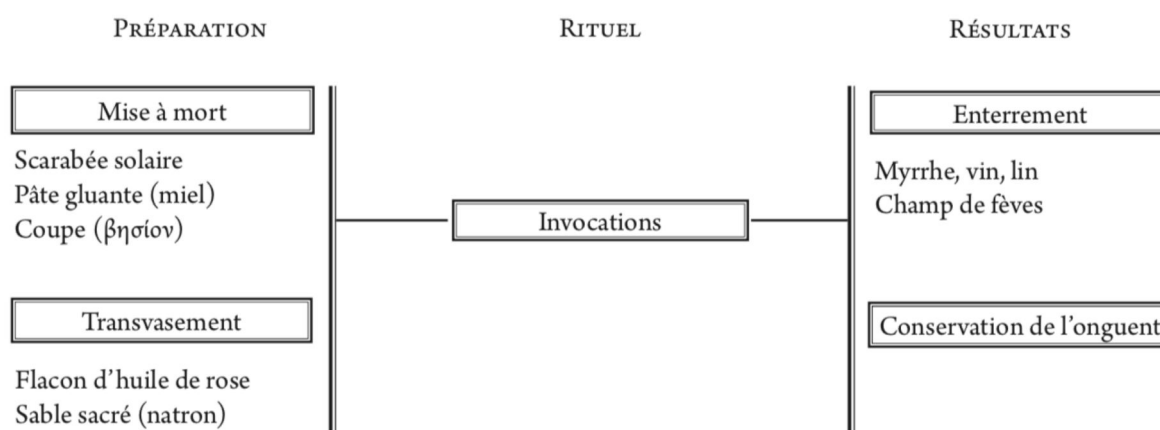 PRÉPARATION
RITUEL
RÉSULTATS
Mise à mort
Scarabée solaire
Pâte gluante (miel)
Coupe (βησίον)
Transvasement
Flacon d'huile de rose
Sable sacré (natron)
Invocations
Enterrement
Myrrhe, vin, lin
Champ de fèves
Conservation de l'onguent